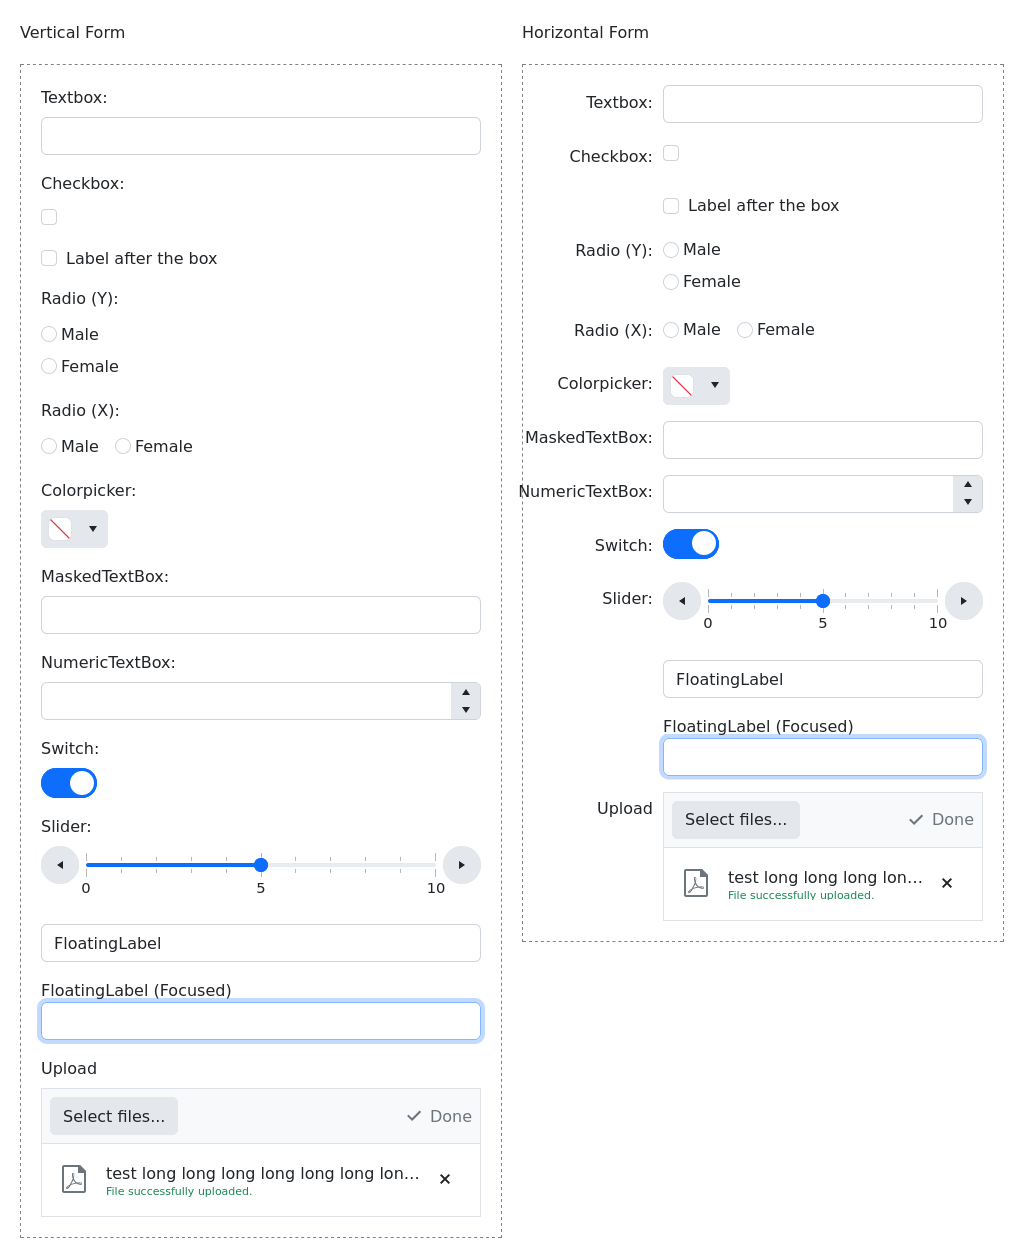 Vertical Form
Textbox:
Checkbox:
Label after the box
Radio (Y):
Male
Female
Radio (X):
Male Female
Colorpicker:
MaskedTextBox:
NumericTextBox:
Switch:
Slider:
0 5 10
FloatingLabel
FloatingLabel (Focused)
Upload
Select files... Done
test long long long long long long lon...
File successfully uploaded.
Horizontal Form
Textbox:
Checkbox:
Label after the box
Radio (Y): Male
Female
Radio (X): Male Female
Colorpicker:
MaskedTextBox:
NumericTextBox:
Switch:
Slider:
0 5 10
FloatingLabel
FloatingLabel (Focused)
Upload Select files... Done
test long long long lon...
File successfully uploaded.